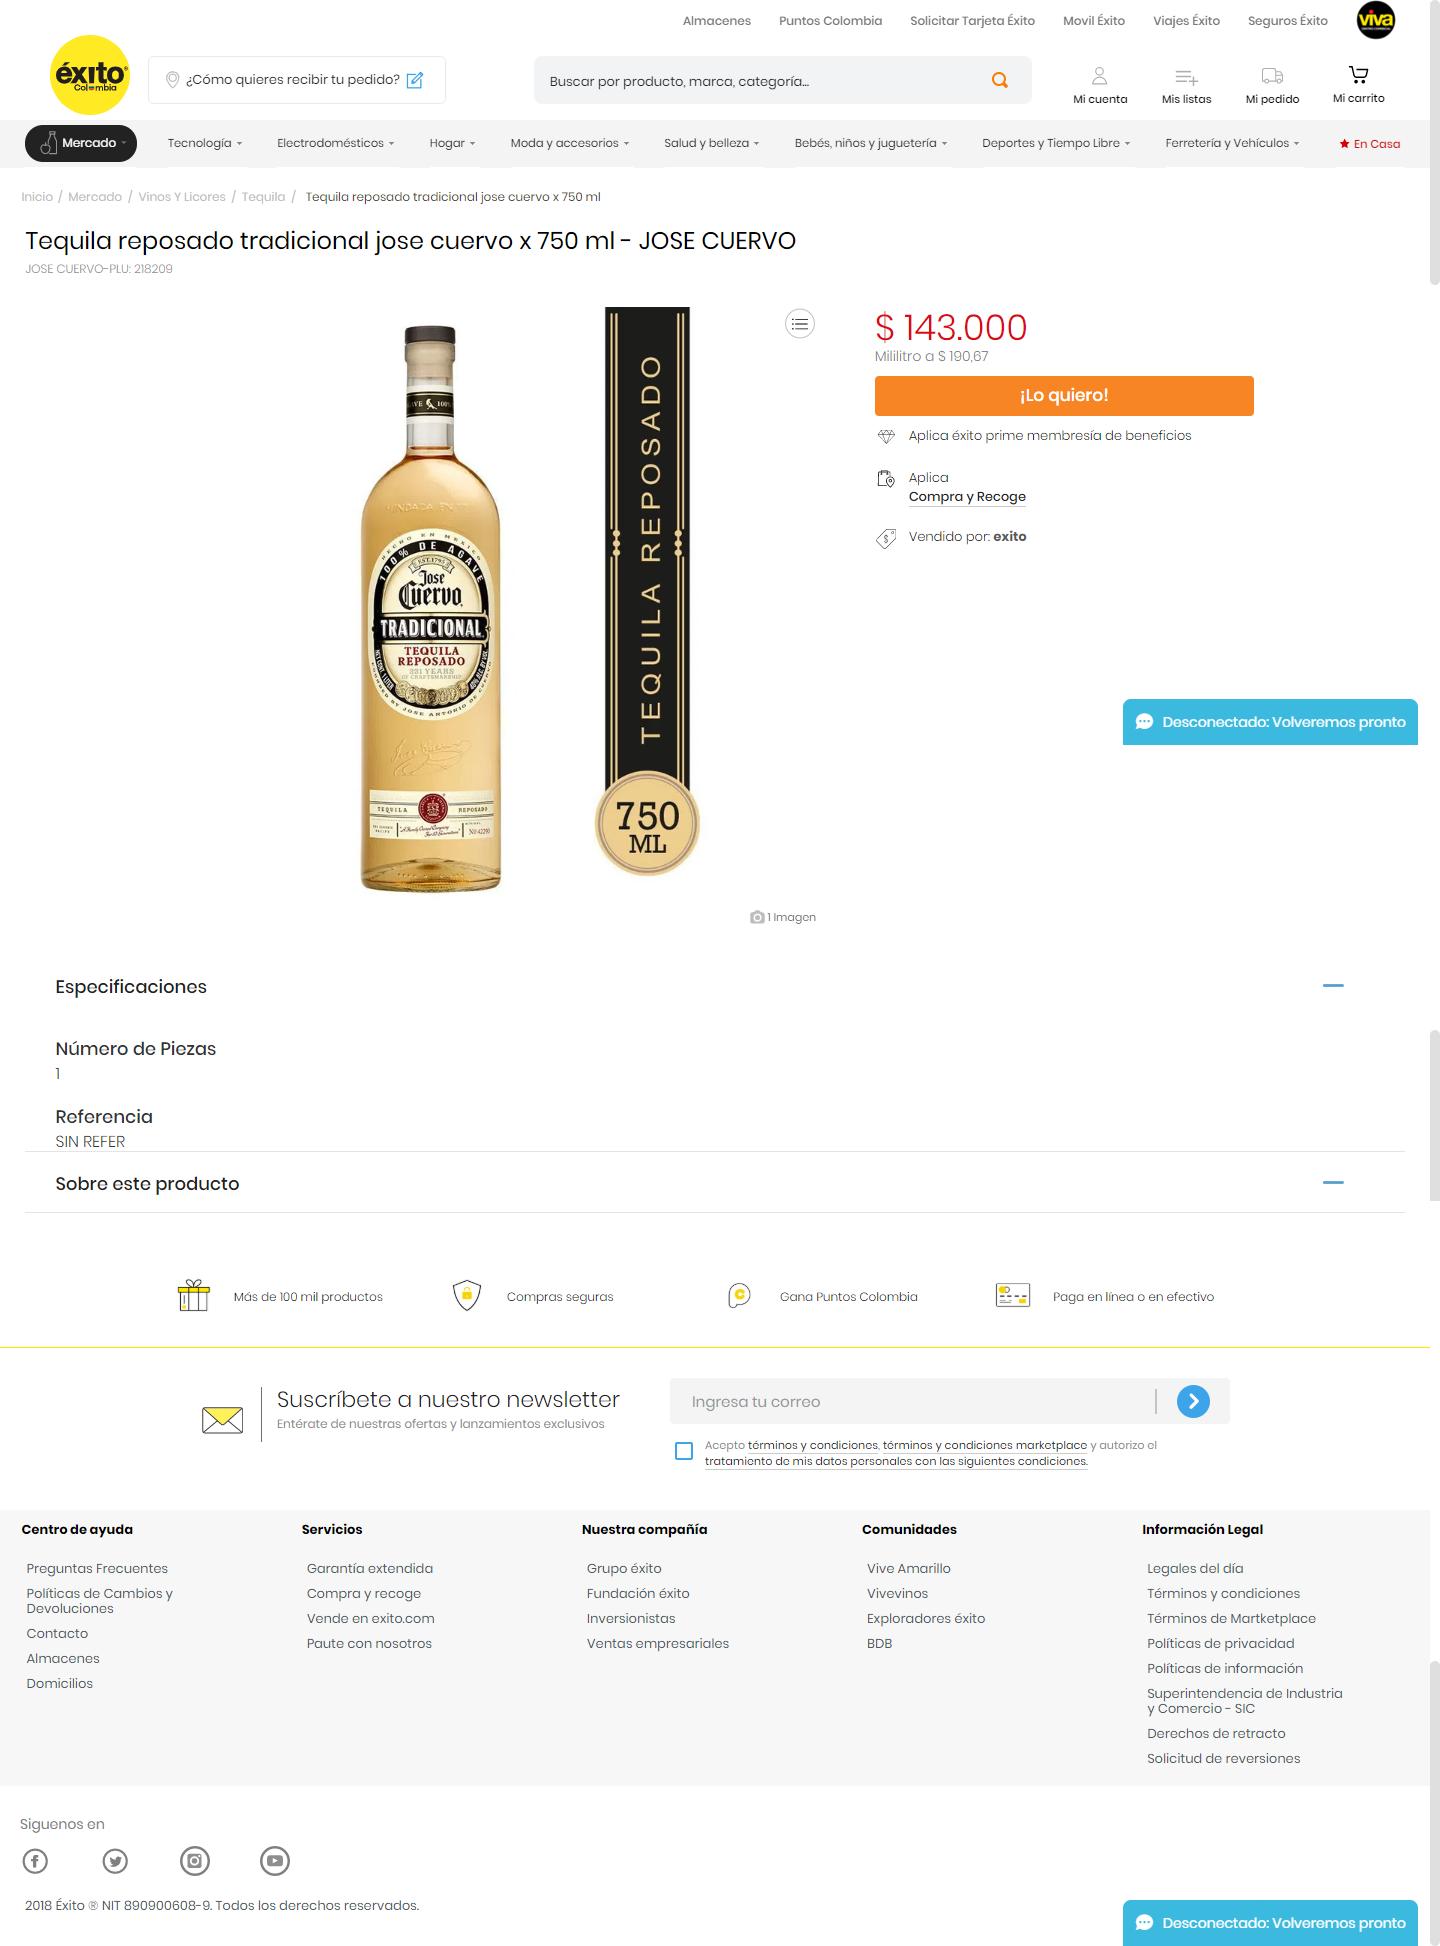 Almacenes Puntos Colombia Solicitar Tarjeta Éxito Movil Éxito Viajes Éxito Seguros Éxito viva
éxito
Colombia
¿Cómo quieres recibir tu pedido?
Buscar por producto, marca, categoría...
Mi cuenta Mis listas Mi pedido Mi carrito
Mercado Tecnología Electrodomésticos Hogar Moda y accesorios Salud y belleza Bebés, niños y juguetería Deportes y Tiempo Libre Ferretería y Vehículos En Casa
Inicio / Mercado / Vinos Y Licores / Tequila / Tequila reposado tradicional jose cuervo x 750 ml
Tequila reposado tradicional jose cuervo x 750 ml - JOSE CUERVO
JOSE CUERVO-PLU: 218209
HECHO EN MEXICO
100% DE AGAVE
EST. 1795
Jose
Cuervo
TRADICIONAL
TEQUILA
REPOSADO
221 YEARS
OF CRAFTSMANSHIP
TEQUILA REPOSADO
TEQUILA REPOSADO
750
ML
1 Imagen
$ 143.000
Mililitro a $ 190,67
¡Lo quiero!
Aplica éxito prime membresía de beneficios
Aplica
Compra y Recoge
Vendido por: exito
Desconectado: Volveremos pronto
Especificaciones
Número de Piezas
1
Referencia
SIN REFER
Sobre este producto
Más de 100 mil productos Compras seguras Gana Puntos Colombia Paga en línea o en efectivo
Suscríbete a nuestro newsletter
Entérate de nuestras ofertas y lanzamientos exclusivos
Ingresa tu correo
Acepto términos y condiciones, términos y condiciones marketplace y autorizo el
tratamiento de mis datos personales con las siguientes condiciones.
Centro de ayuda
Preguntas Frecuentes
Políticas de Cambios y
Devoluciones
Contacto
Almacenes
Domicilios
Servicios
Garantía extendida
Compra y recoge
Vende en exito.com
Paute con nosotros
Nuestra compañía
Grupo éxito
Fundación éxito
Inversionistas
Ventas empresariales
Comunidades
Vive Amarillo
Vivevinos
Exploradores éxito
BDB
Información Legal
Legales del día
Términos y condiciones
Términos de Martketplace
Políticas de privacidad
Políticas de información
Superintendencia de Industria
y Comercio - SIC
Derechos de retracto
Solicitud de reversiones
Siguenos en
2018 Éxito ® NIT 890900608-9. Todos los derechos reservados.
Desconectado: Volveremos pronto